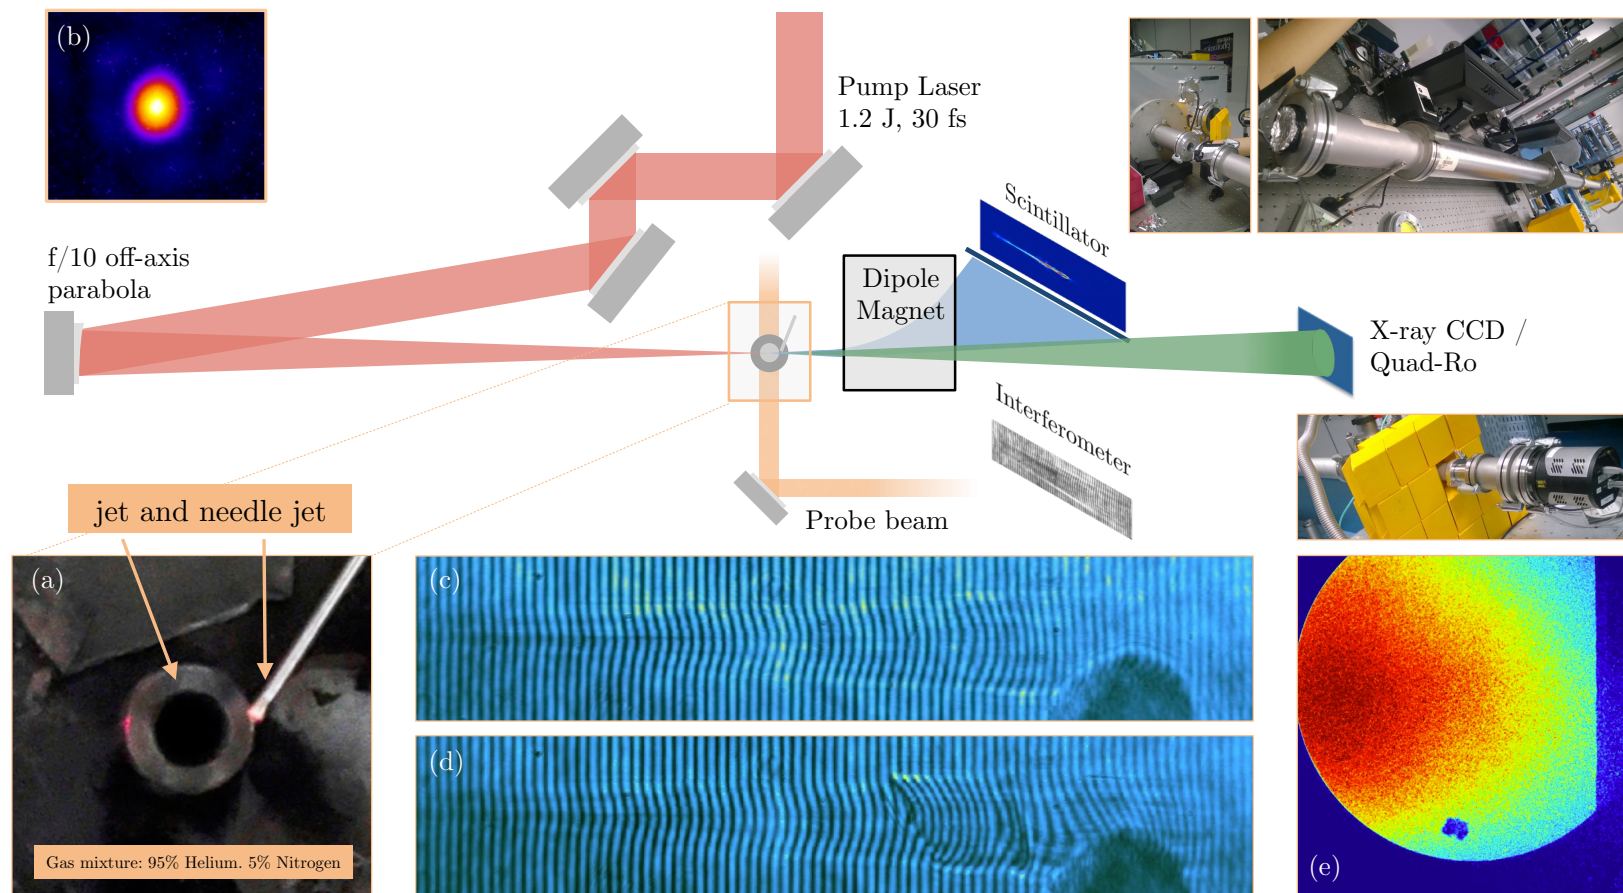 (b)
Pump Laser
1.2 J, 30 fs
Scintillator
f/10 off-axis
parabola
Dipole
Magnet
X-ray CCD /
Quad-Ro
Interferometer
jet and needle jet
Probe beam
(a)
(c)
(d)
(e)
Gas mixture: 95% Helium. 5% Nitrogen